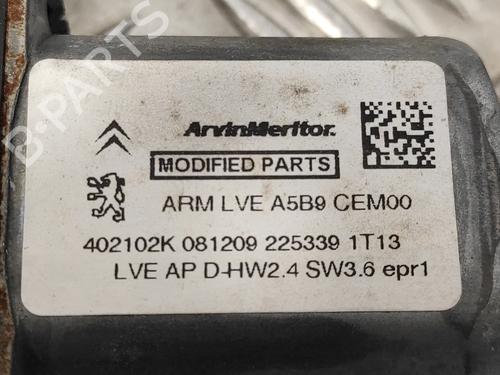 ArvinMeritor.
MODIFIED PARTS
ARM LVE A5B9 CEM00
402102K 081209 225339 1T13
LVE AP D-HW2.4 SW3.6 epr1
B-PARTS